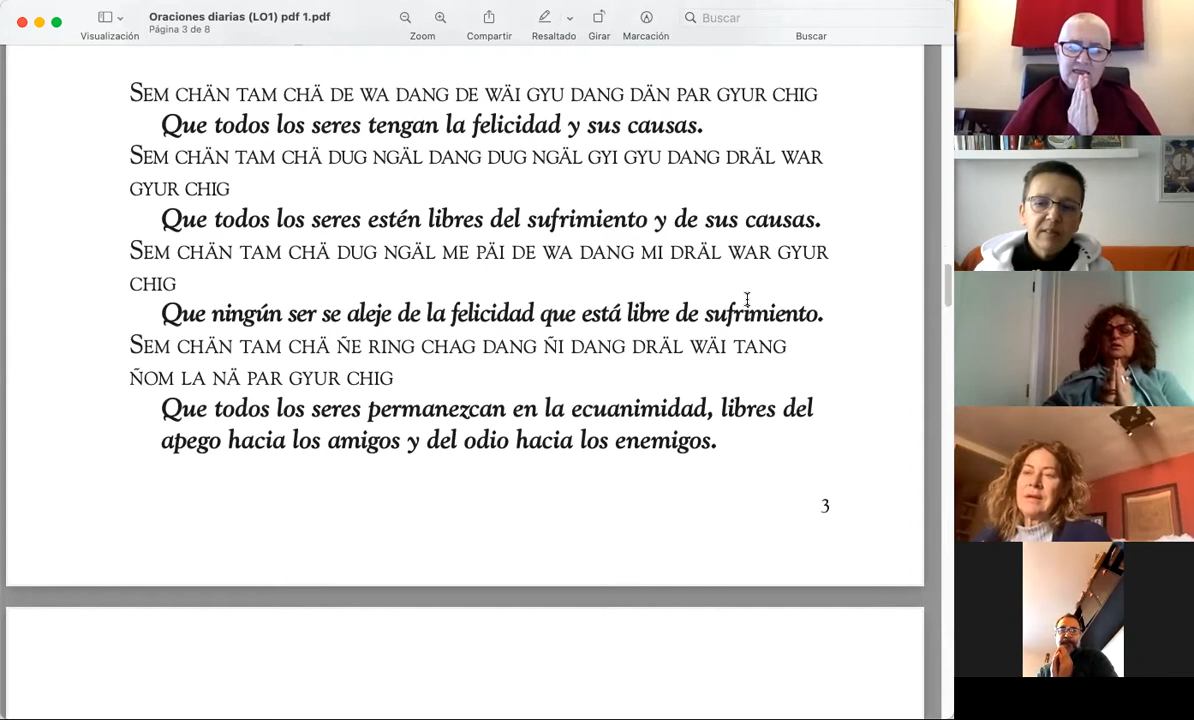 Oraciones diarias (LO1) pdf 1.pdf
Página 3 de 8
Visualización
Zoom
Compartir
Resaltado
Girar
Marcación
Buscar
Buscar
SEM CHÄN TAM CHÄ DE WA DANG DE WÄI GYU DANG DÄN PAR GYUR CHIG
Que todos los seres tengan la felicidad y sus causas.
SEM CHÄN TAM CHÄ DUG NGÄL DANG DUG NGÄL GYI GYU DANG DRÄL WAR
GYUR CHIG
Que todos los seres estén libres del sufrimiento y de sus causas.
SEM CHÄN TAM CHÄ DUG NGÄL ME PÄI DE WA DANG MI DRÄL WAR GYUR
CHIG
Que ningún ser se aleje de la felicidad que está libre de sufrimiento.
SEM CHÄN TAM CHÄ ÑE RING CHAG DANG ÑI DANG DRÄL WÄI TANG
ÑOM LA NÄ PAR GYUR CHIG
Que todos los seres permanezcan en la ecuanimidad, libres del
apego hacia los amigos y del odio hacia los enemigos.
3